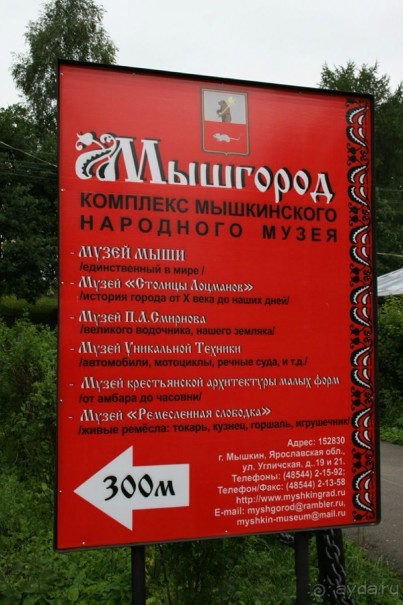 Мышгород
КОМПЛЕКС МЫШКИНСКОГО
НАРОДНОГО МУЗЕЯ
- МУЗЕЙ МЫШИ
/единственный в мире /
- Музей «Столицы Лоцманов»
/история города от X века до наших дней/
- Музей П.А.Смирнова
/великого водочника, нашего земляка/
- Музей Уникальной Техники
/автомобили, мотоциклы, речные суда, и т.д./
- Музей крестьянской архитектуры малых форм
/от амбара до часовни/
- Музей «Ремесленная слободка»
/живые ремёсла: токарь, кузнец, горшаль, игрушечник/
Адрес: 152830
г. Мышкин, Ярославская обл.,
ул. Угличская, д.19 и 21.
Телефоны: (48544) 2-15-92;
Телефон/Факс: (48544) 2-13-58
http://www.myshkingrad.ru
E-mail: myshgorod@rambler.ru,
myshkin-museum@mail.ru
300м
ayda.ru